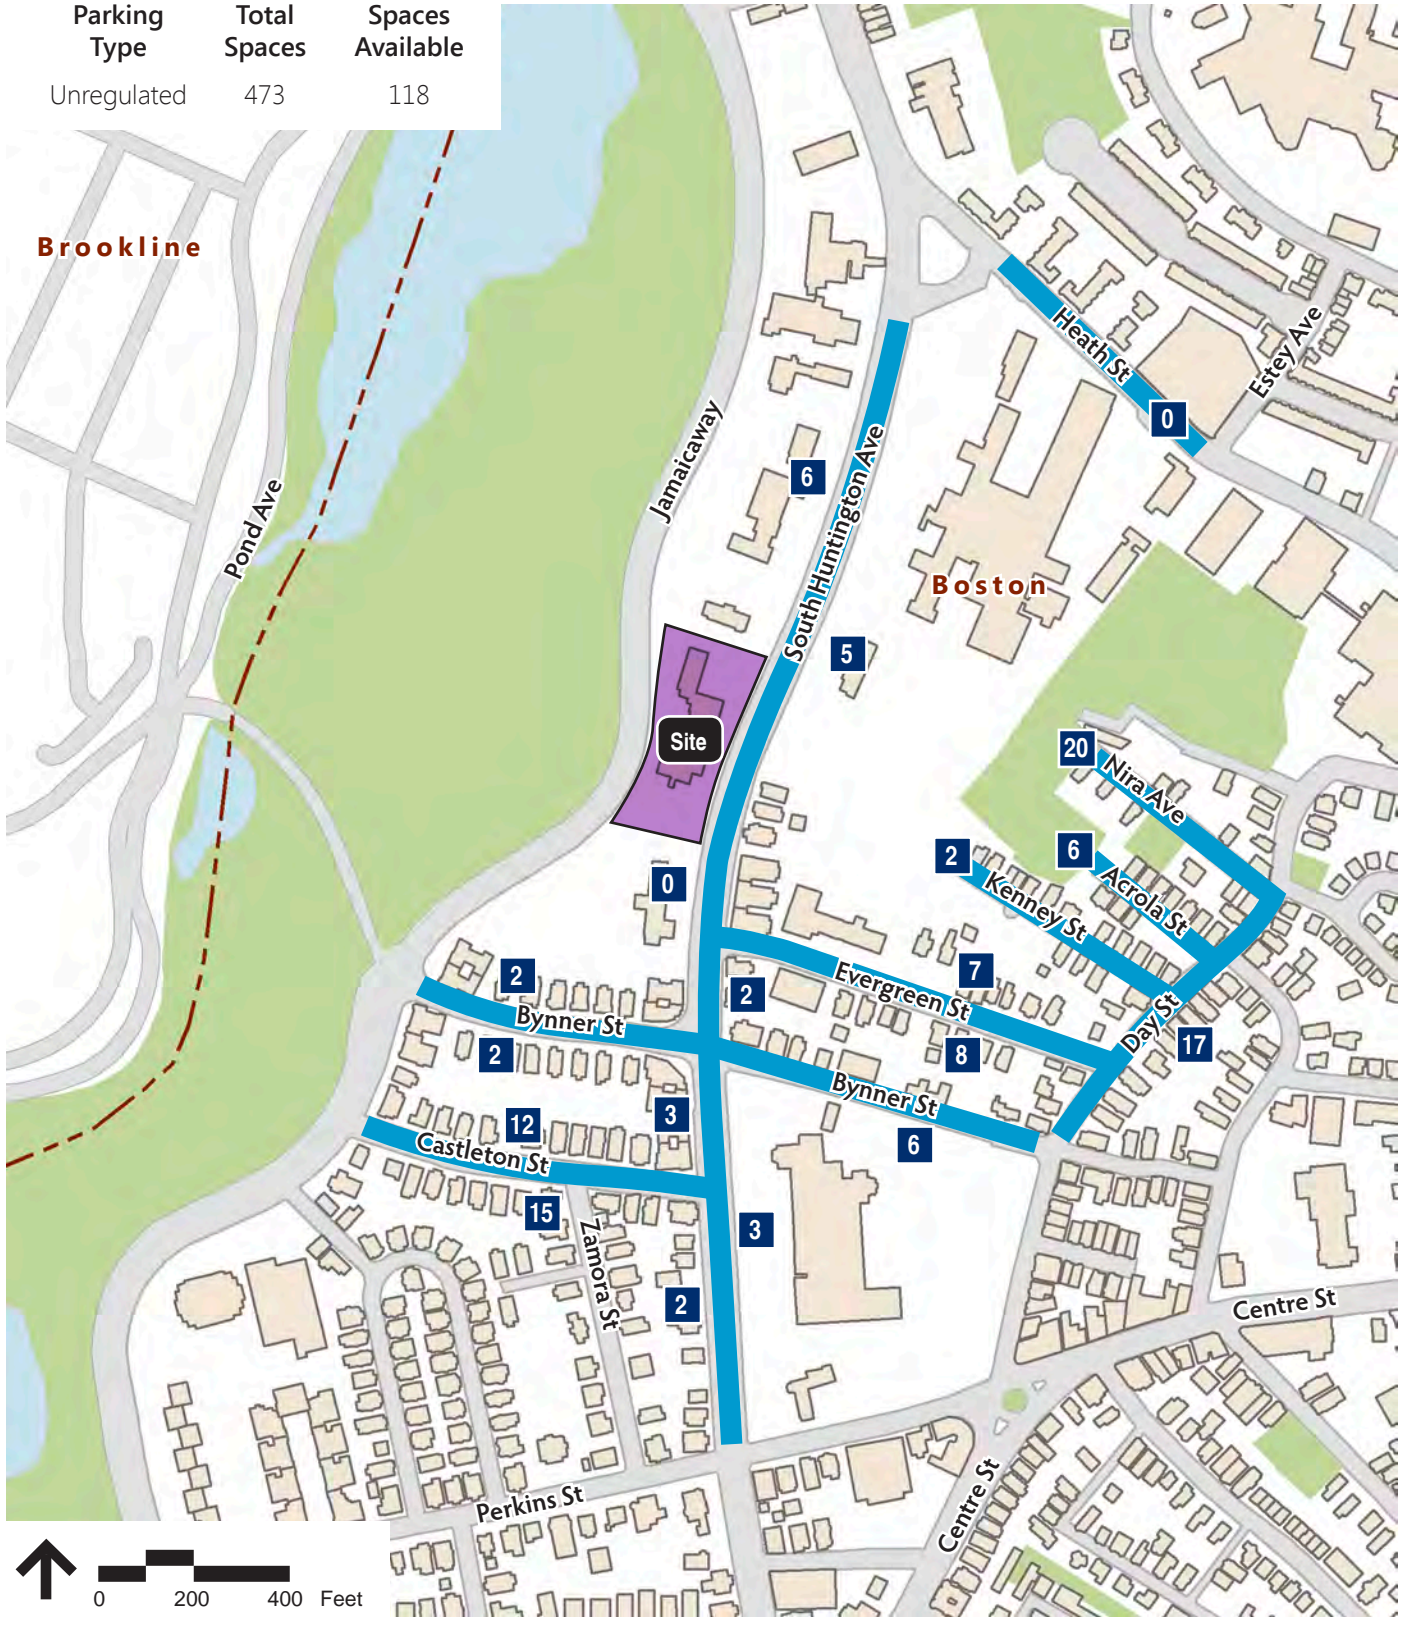 Parking Type
Total Spaces
Spaces Available
Unregulated 473 118
Brookline
Heath St
Estey Ave
0
Jamaicaway
South Huntington Ave
6
Pond Ave
Boston
5
Site
20
Nira Ave
2
6
Acrola St
Kenney St
0
2
7
Evergreen St
2
Bynner St
Day St
17
2
8
Bynner St
3
12
6
Castleton St
15
3
Zamora St
2
Centre St
Perkins St
Centre St
0 200 400 Feet